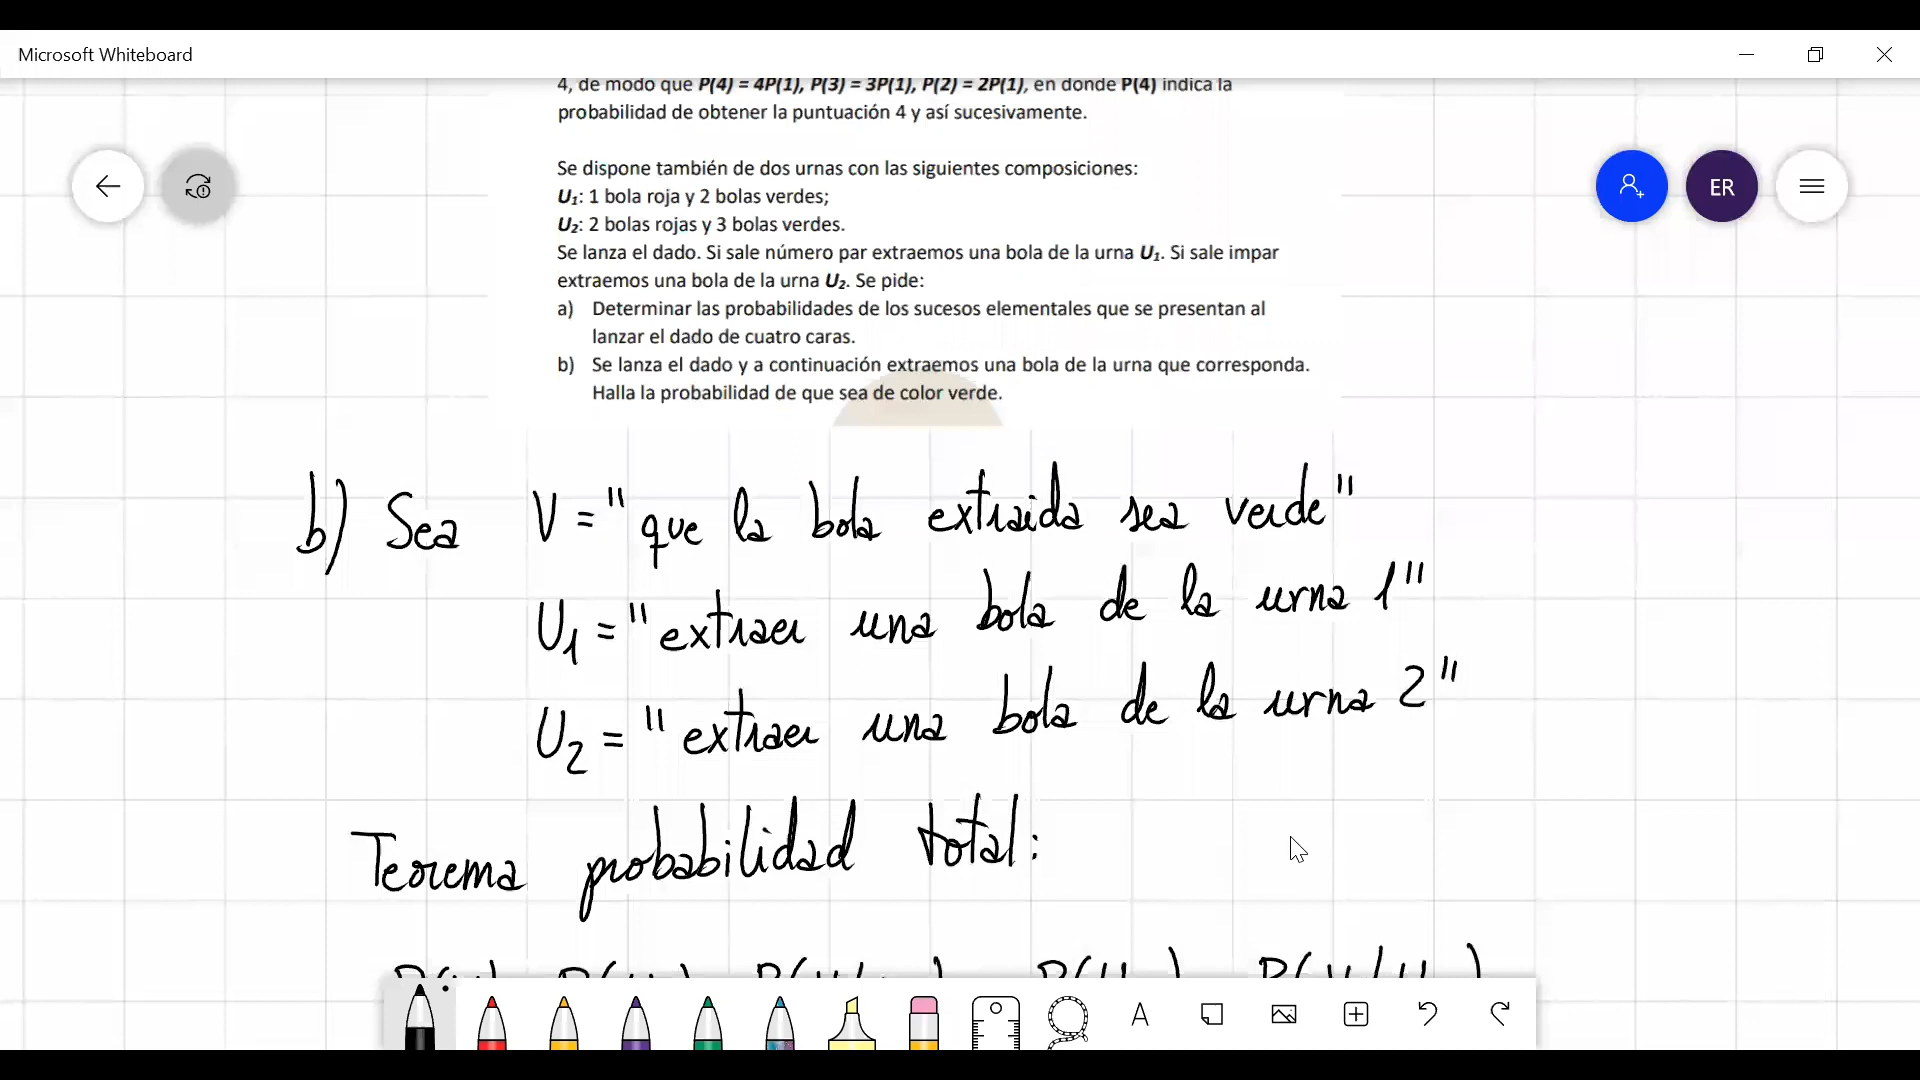 Microsoft Whiteboard
4, de modo que P(4) = 4P(1), P(3) = 3P(1), P(2) = 2P(1), en donde P(4) indica la
probabilidad de obtener la puntuación 4 y así sucesivamente.
Se dispone también de dos urnas con las siguientes composiciones:
U₁: 1 bola roja y 2 bolas verdes;
U₂: 2 bolas rojas y 3 bolas verdes.
Se lanza el dado. Si sale número par extraemos una bola de la urna U₁. Si sale impar
extraemos una bola de la urna U₂. Se pide:
a) Determinar las probabilidades de los sucesos elementales que se presentan al
lanzar el dado de cuatro caras.
b) Se lanza el dado y a continuación extraemos una bola de la urna que corresponda.
Halla la probabilidad de que sea de color verde.
ER
b) Sea V = "que la bola extraida sea verde"
U₁ = "extraer una bola de la urna 1"
U₂ = "extraer una bola de la urna 2"
Teorema probabilidad total:
A